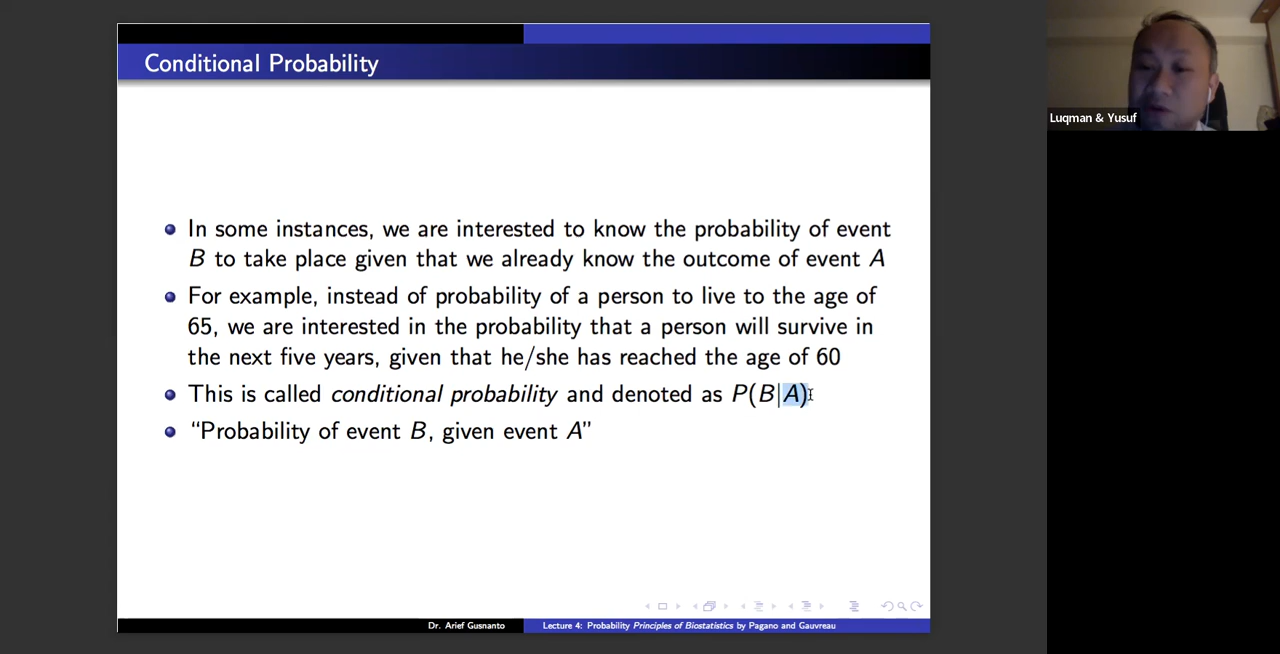 Conditional Probability
Luqman & Yusuf
In some instances, we are interested to know the probability of event
B to take place given that we already know the outcome of event A
For example, instead of probability of a person to live to the age of
65, we are interested in the probability that a person will survive in
the next five years, given that he/she has reached the age of 60
This is called conditional probability and denoted as P(B|A)
“Probability of event B, given event A”
Dr. Arief Gusnanto
Lecture 4: Probability Principles of Biostatistics by Pagano and Gauvreau